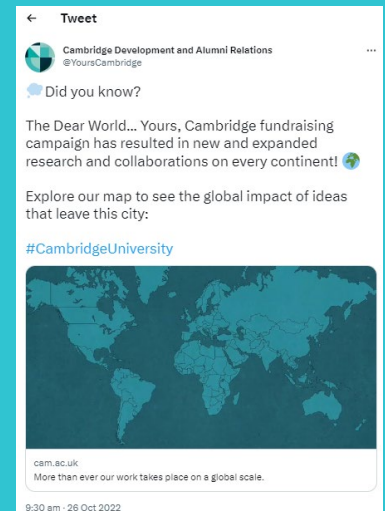 ← Tweet
Cambridge Development and Alumni Relations
@YoursCambridge
...
💭Did you know?
The Dear World... Yours, Cambridge fundraising
campaign has resulted in new and expanded
research and collaborations on every continent! 🌍
Explore our map to see the global impact of ideas
that leave this city:
#CambridgeUniversity
cam.ac.uk
More than ever our work takes place on a global scale.
9:30 am · 26 Oct 2022